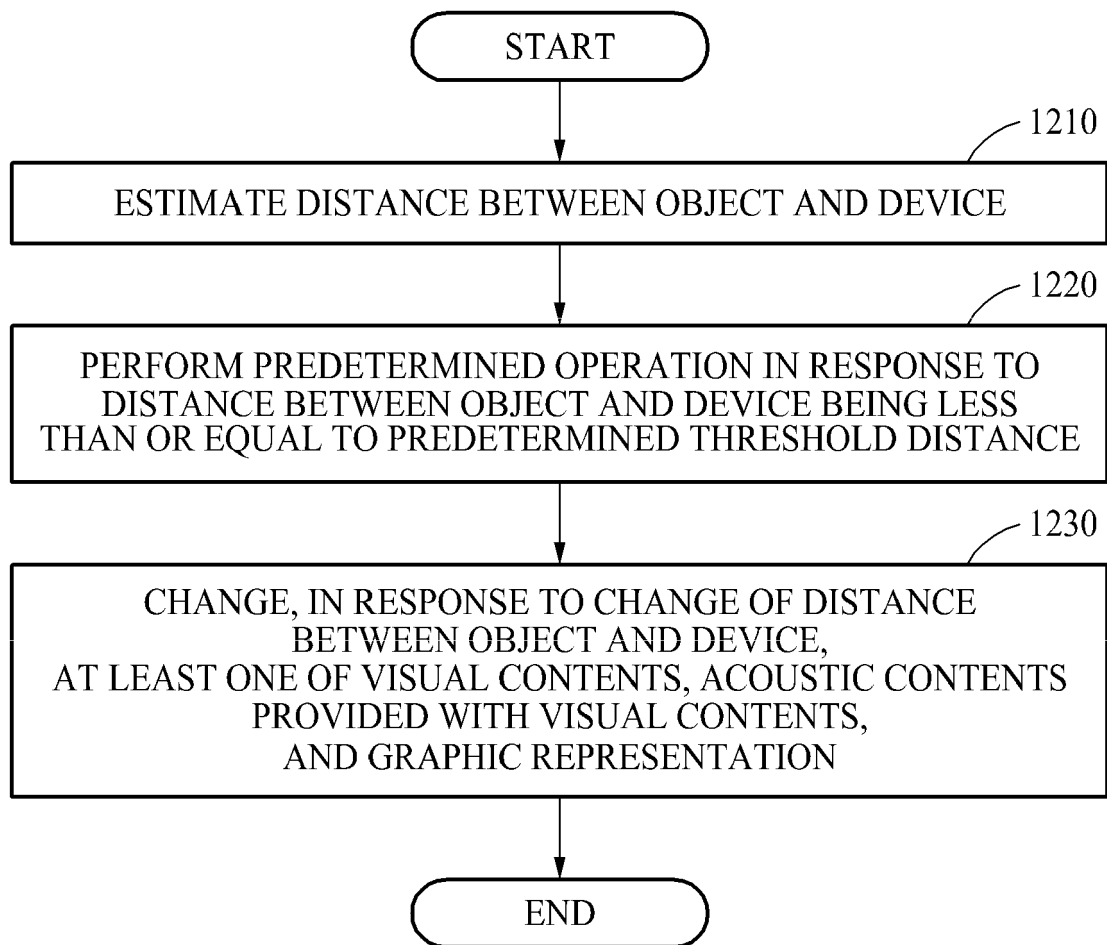 START
1210
ESTIMATE DISTANCE BETWEEN OBJECT AND DEVICE
1220
PERFORM PREDETERMINED OPERATION IN RESPONSE TO
DISTANCE BETWEEN OBJECT AND DEVICE BEING LESS
THAN OR EQUAL TO PREDETERMINED THRESHOLD DISTANCE
1230
CHANGE, IN RESPONSE TO CHANGE OF DISTANCE
BETWEEN OBJECT AND DEVICE,
AT LEAST ONE OF VISUAL CONTENTS, ACOUSTIC CONTENTS
PROVIDED WITH VISUAL CONTENTS,
AND GRAPHIC REPRESENTATION
END